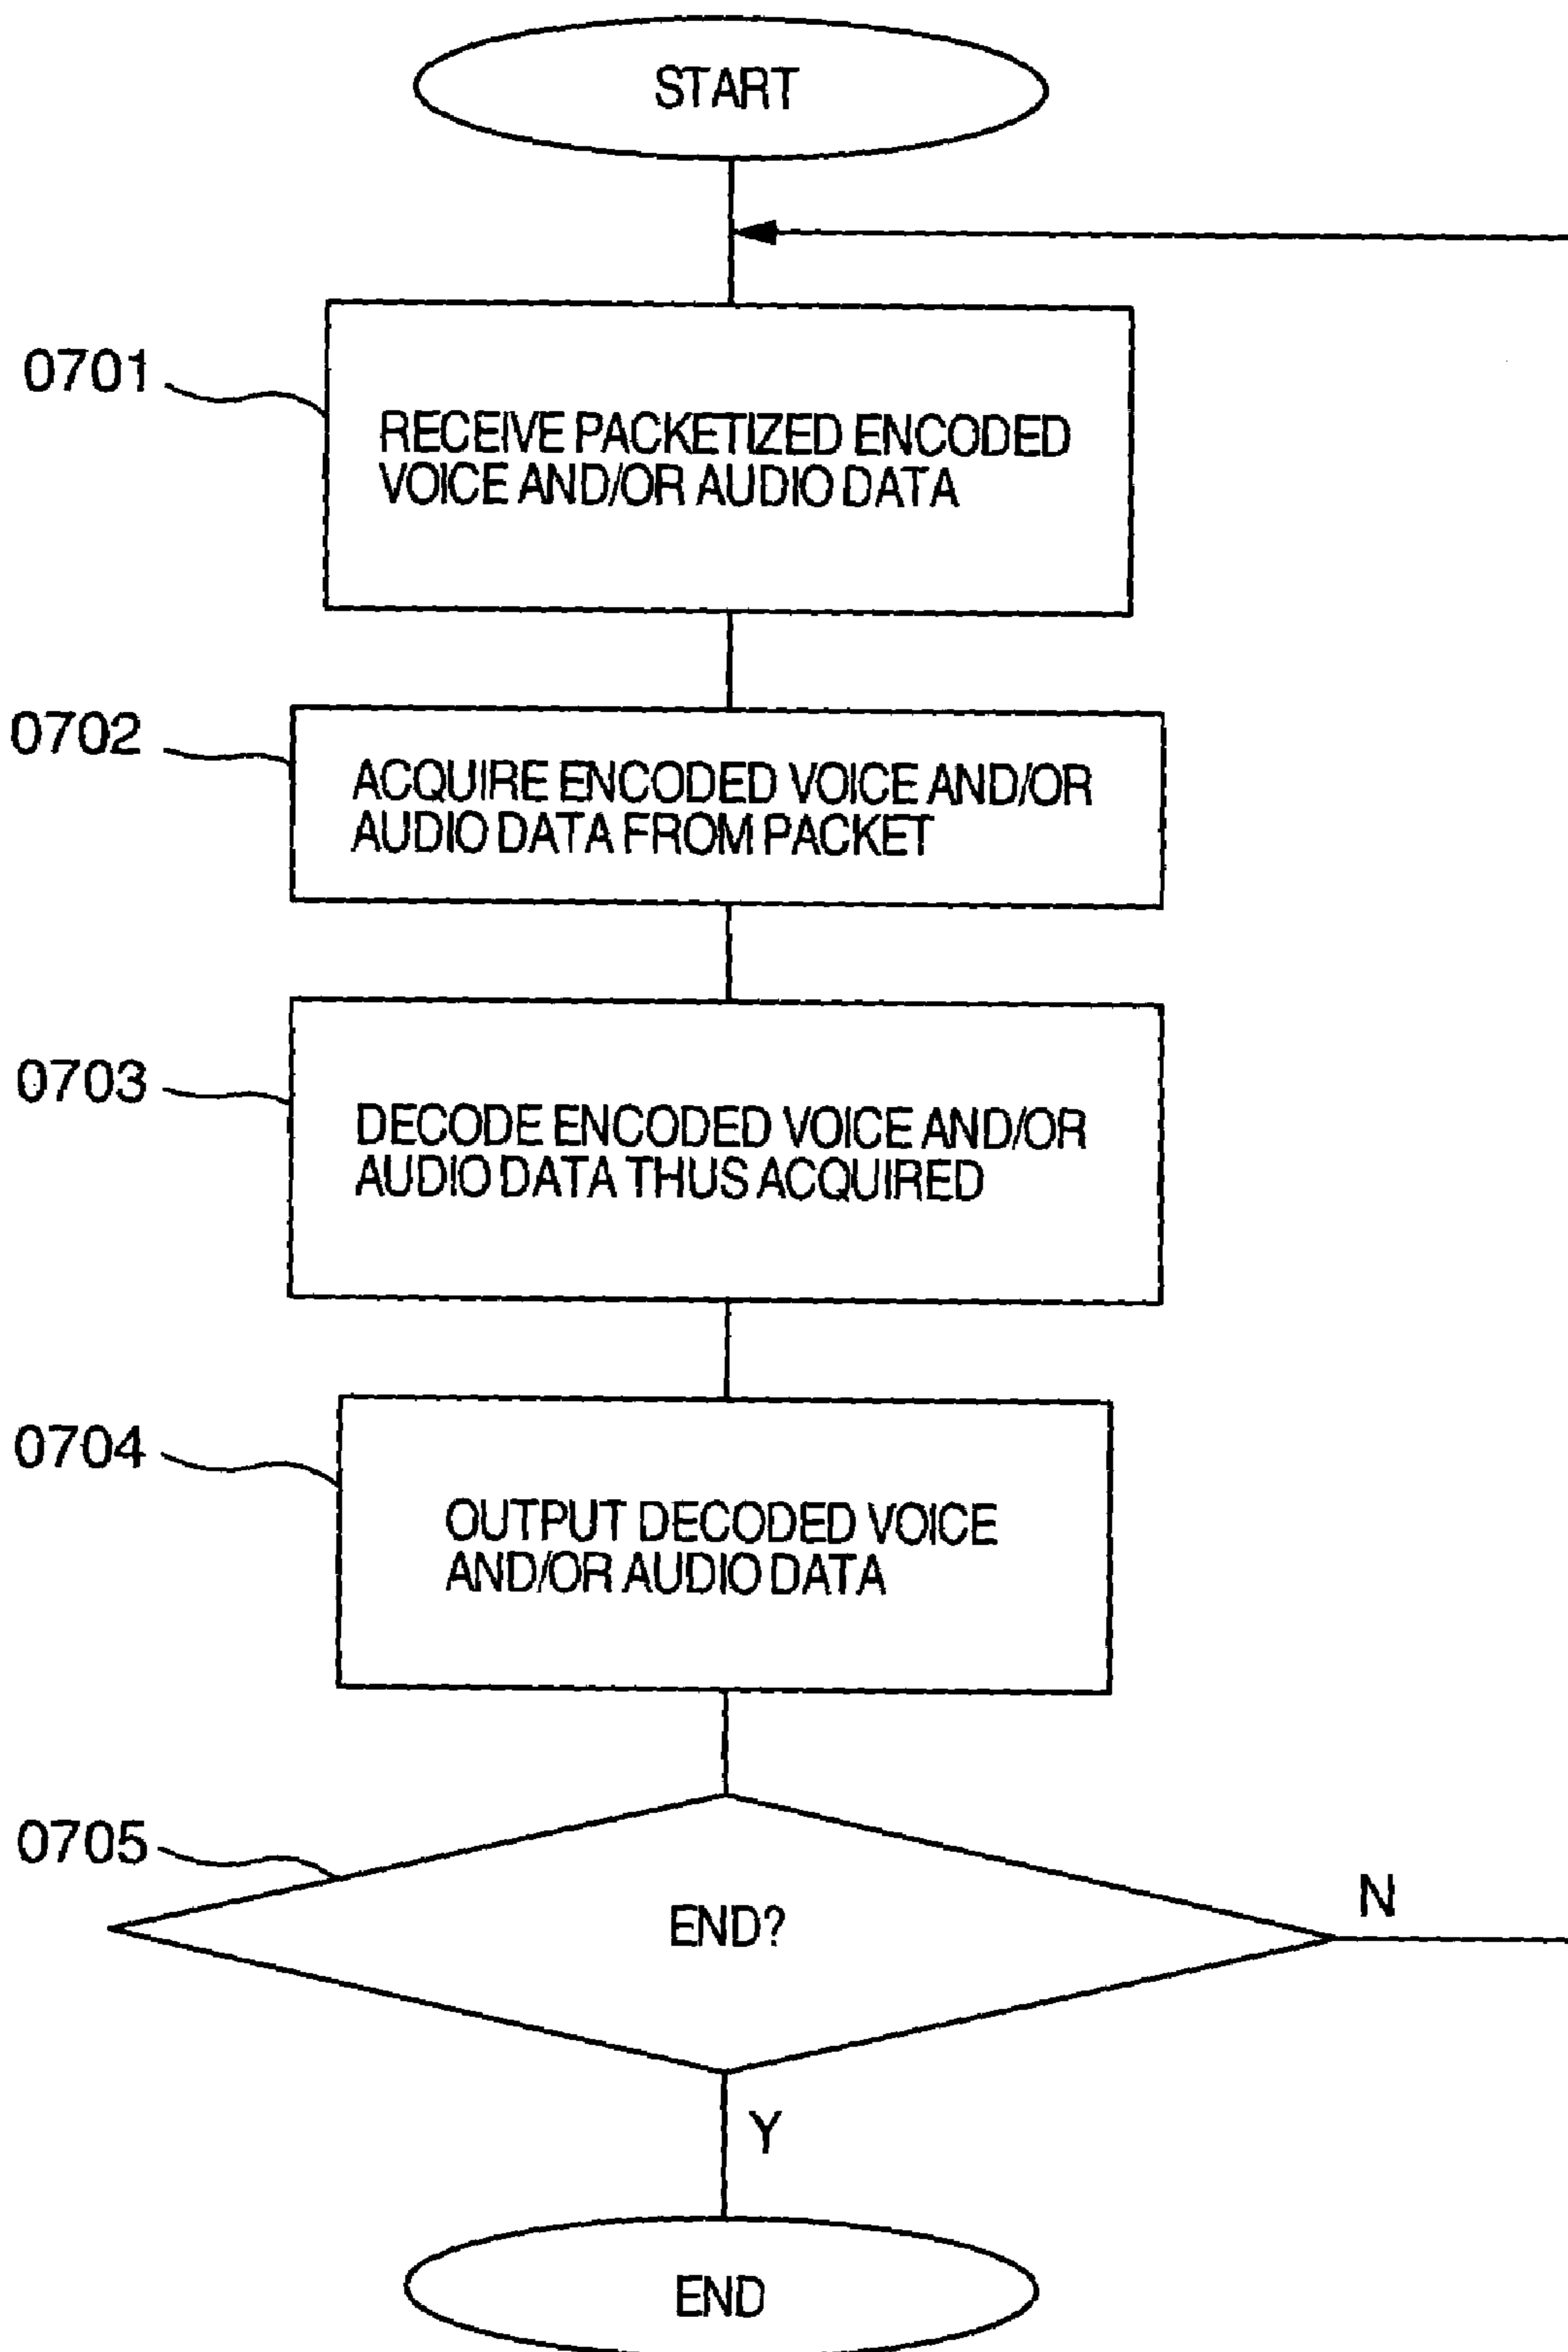 START
0701
RECEIVE PACKETIZED ENCODED
VOICE AND/OR AUDIO DATA
0702
ACQUIRE ENCODED VOICE AND/OR
AUDIO DATA FROM PACKET
0703
DECODE ENCODED VOICE AND/OR
AUDIO DATA THUS ACQUIRED
0704
OUTPUT DECODED VOICE
AND/OR AUDIO DATA
0705
END?
N
Y
END